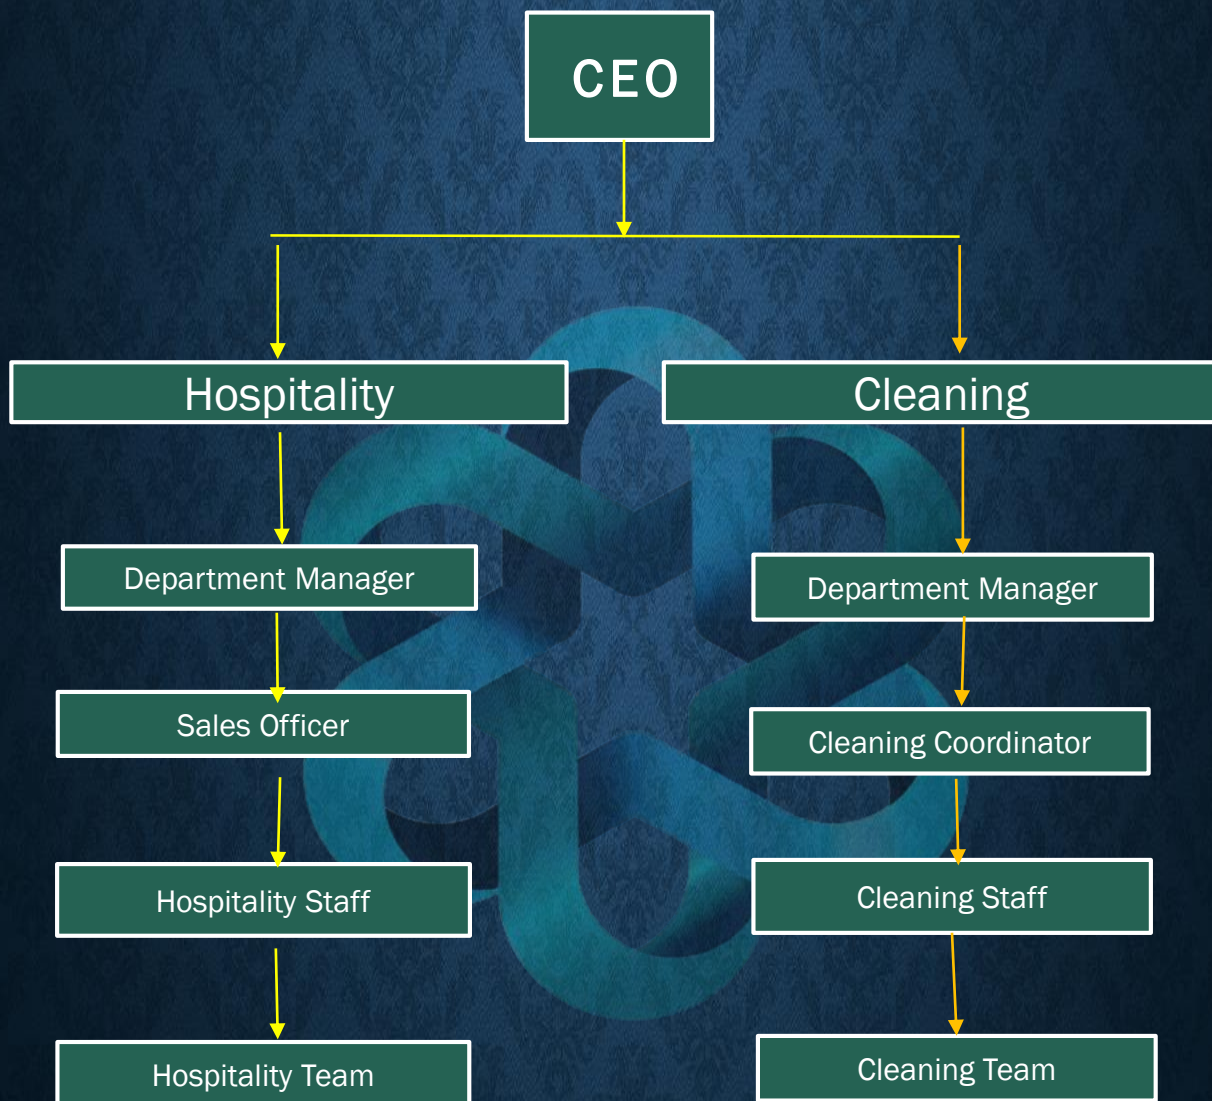 CEO
Hospitality
Cleaning
Department Manager
Department Manager
Sales Officer
Cleaning Coordinator
Hospitality Staff
Cleaning Staff
Hospitality Team
Cleaning Team